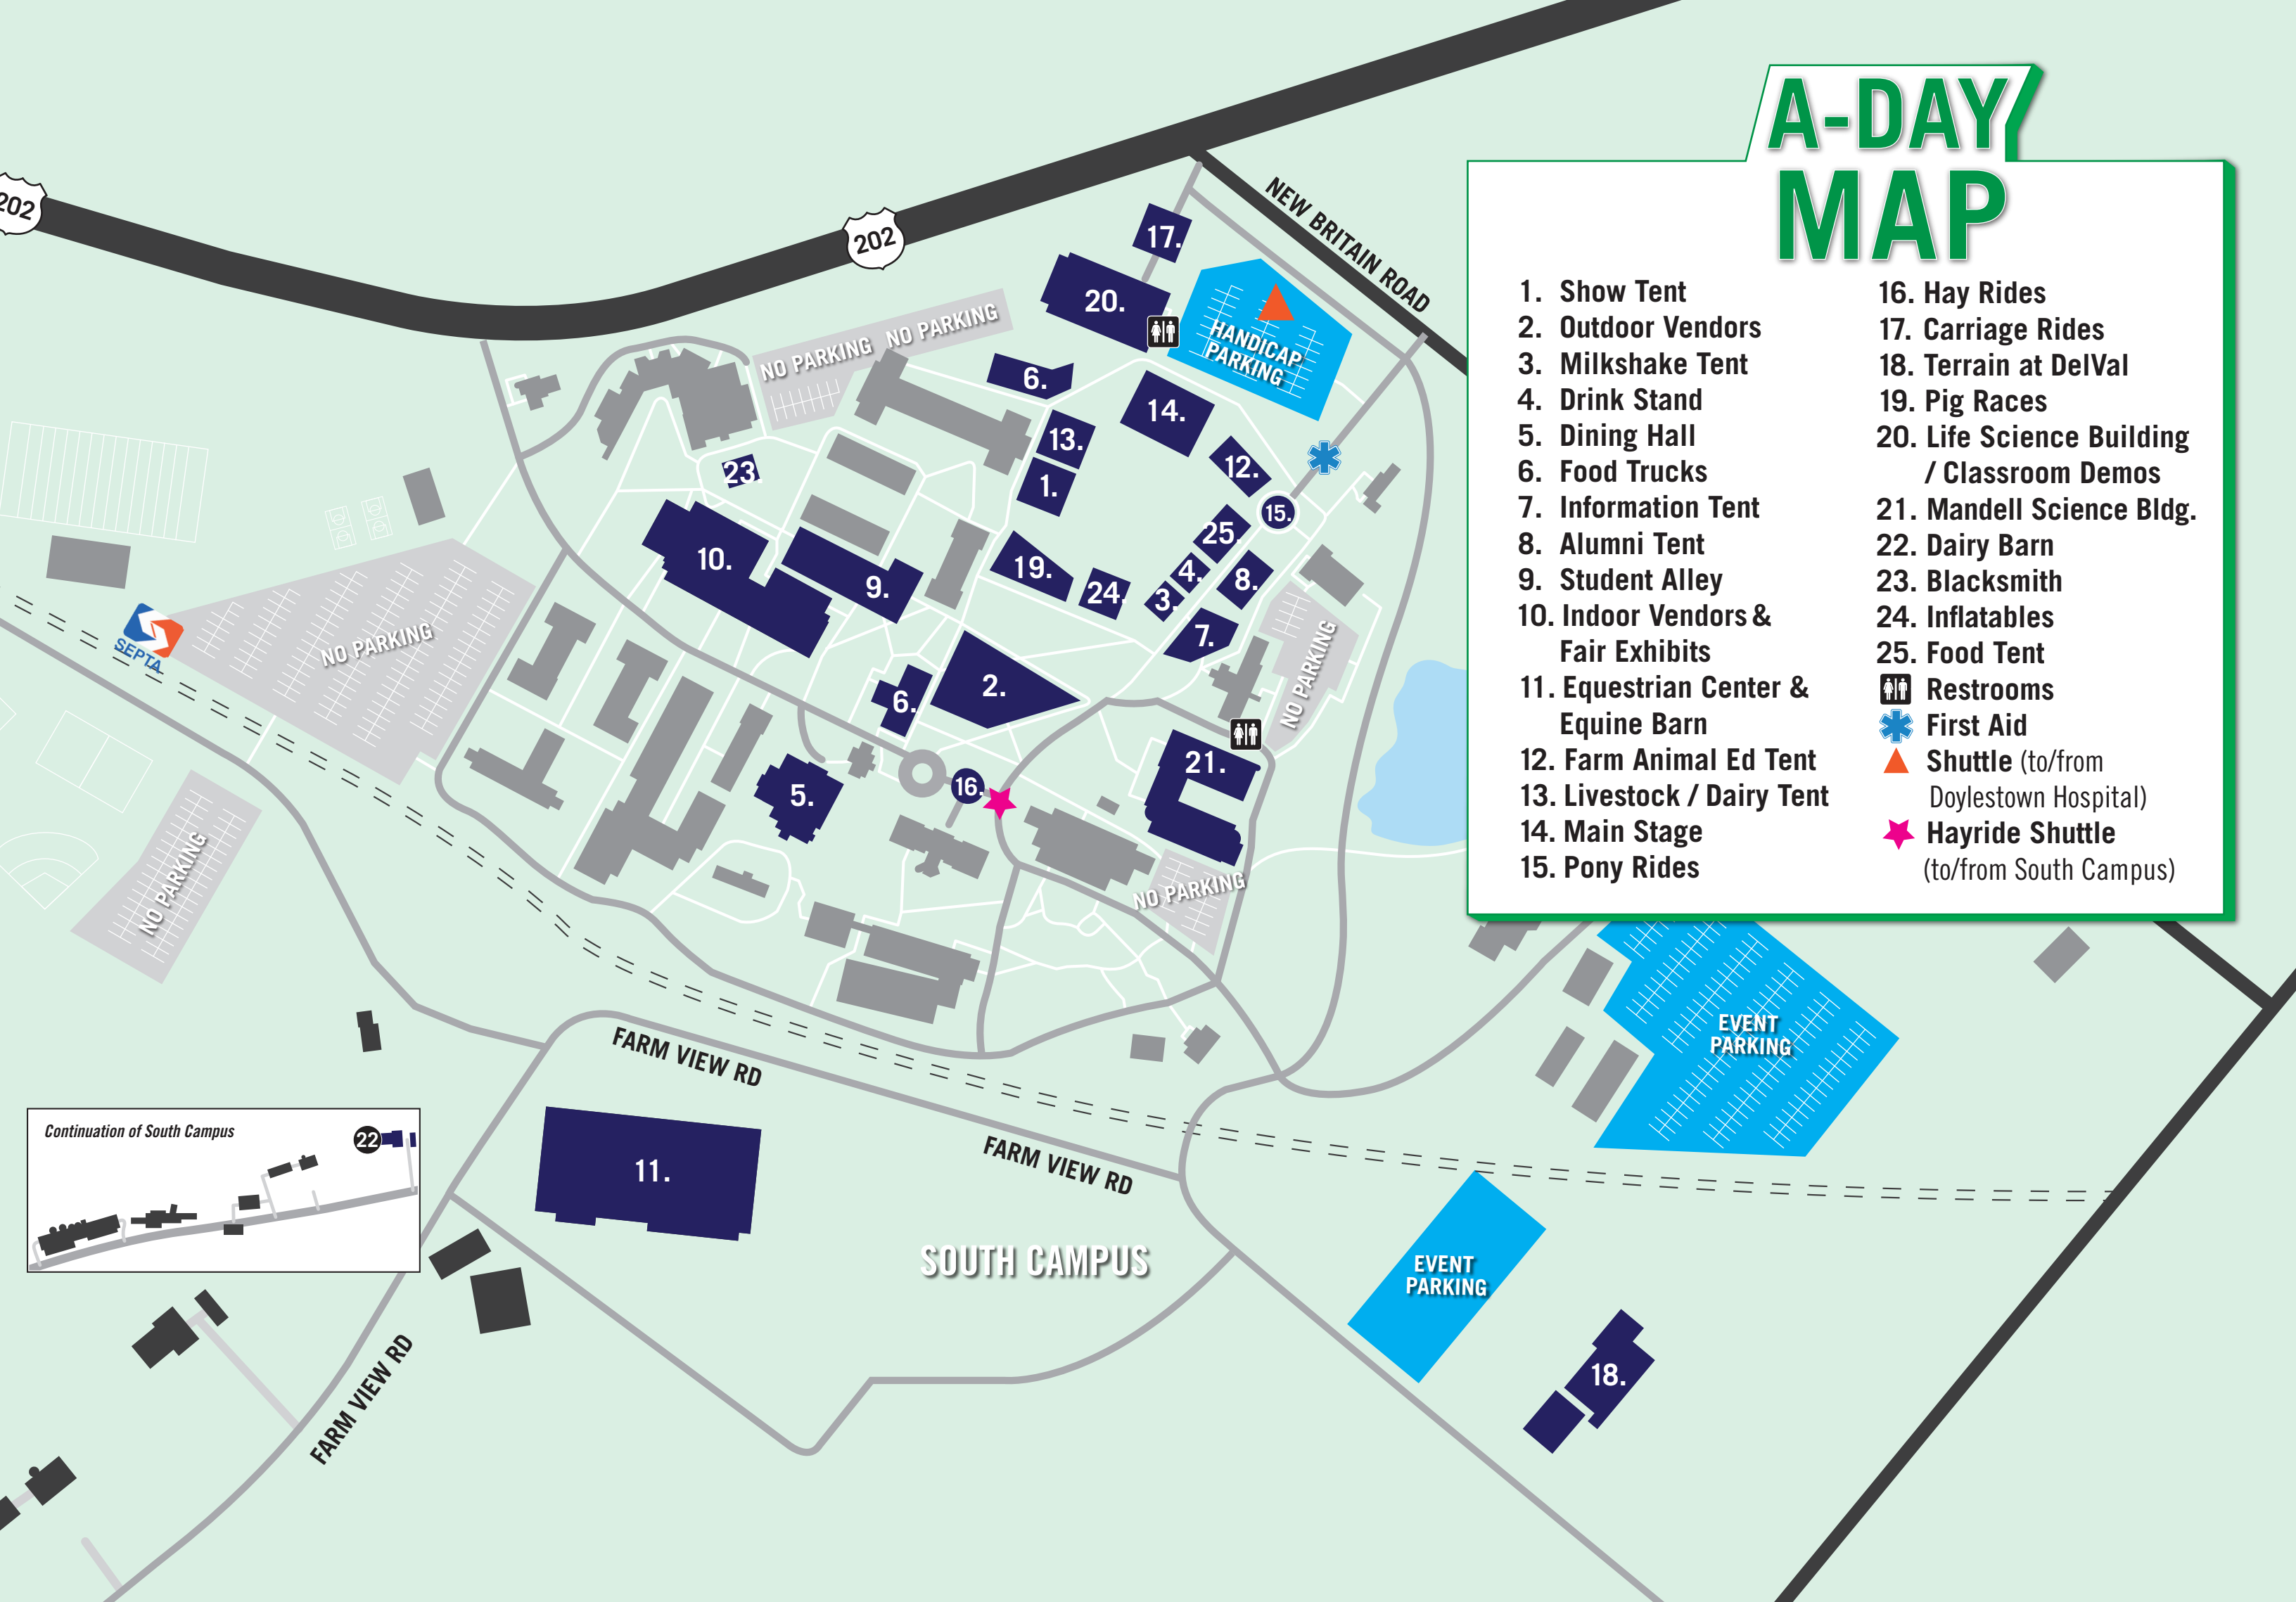 A-DAY
MAP
1. Show Tent
2. Outdoor Vendors
3. Milkshake Tent
4. Drink Stand
5. Dining Hall
6. Food Trucks
7. Information Tent
8. Alumni Tent
9. Student Alley
10. Indoor Vendors &
Fair Exhibits
11. Equestrian Center &
Equine Barn
12. Farm Animal Ed Tent
13. Livestock / Dairy Tent
14. Main Stage
15. Pony Rides
16. Hay Rides
17. Carriage Rides
18. Terrain at DelVal
19. Pig Races
20. Life Science Building
/ Classroom Demos
21. Mandell Science Bldg.
22. Dairy Barn
23. Blacksmith
24. Inflatables
25. Food Tent
Restrooms
First Aid
Shuttle (to/from
Doylestown Hospital)
Hayride Shuttle
(to/from South Campus)
202
202
NEW BRITAIN ROAD
17.
20.
HANDICAP
PARKING
NO PARKING
NO PARKING
6.
14.
13.
12.
23
1.
15.
25.
10.
9.
19.
24.
4.
3.
8.
7.
NO PARKING
SEPTA
NO PARKING
6.
2.
21.
5.
16.
NO PARKING
NO PARKING
EVENT
PARKING
FARM VIEW RD
FARM VIEW RD
11.
Continuation of South Campus
22
SOUTH CAMPUS
EVENT
PARKING
18.
FARM VIEW RD